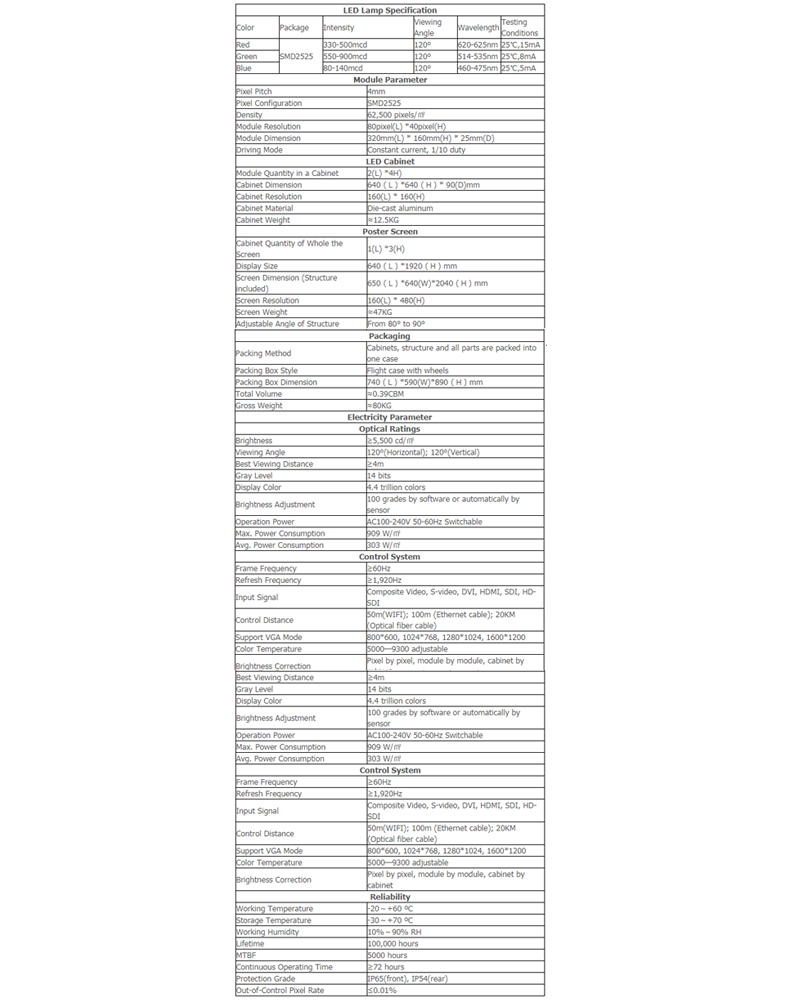 LED Lamp Specification
Color Package Intensity Viewing Angle Wavelength Testing Conditions
Red SMD2525 330-500mcd 120° 620-625nm 25℃,15mA
Green 550-900mcd 120° 514-535nm 25℃,8mA
Blue 80-140mcd 120° 460-475nm 25℃,5mA
Module Parameter
Pixel Pitch 4mm
Pixel Configuration SMD2525
Density 62,500 pixels/㎡
Module Resolution 80pixel(L) *40pixel(H)
Module Dimension 320mm(L) * 160mm(H) * 25mm(D)
Driving Mode Constant current, 1/10 duty
LED Cabinet
Module Quantity in a Cabinet 2(L) *4H)
Cabinet Dimension 640（L）*640（H）* 90(D)mm
Cabinet Resolution 160(L) * 160(H)
Cabinet Material Die-cast aluminum
Cabinet Weight ≈12.5KG
Poster Screen
Cabinet Quantity of Whole the
Screen 1(L) *3(H)
Display Size 640（L）*1920（H）mm
Screen Dimension (Structure
included) 650（L）*640(W)*2040（H）mm
Screen Resolution 160(L) * 480(H)
Screen Weight ≈47KG
Adjustable Angle of Structure From 80° to 90°
Packaging
Packing Method Cabinets, structure and all parts are packed into
one case
Packing Box Style Flight case with wheels
Packing Box Dimension 740（L）*590(W)*890（H）mm
Total Volume ≈0.39CBM
Gross Weight ≈80KG
Electricity Parameter
Optical Ratings
Brightness ≥5,500 cd/㎡
Viewing Angle 120°(Horizontal); 120°(Vertical)
Best Viewing Distance ≥4m
Gray Level 14 bits
Display Color 4.4 trillion colors
Brightness Adjustment 100 grades by software or automatically by
sensor
Operation Power AC100-240V 50-60Hz Switchable
Max. Power Consumption 909 W/㎡
Avg. Power Consumption 303 W/㎡
Control System
Frame Frequency ≥60Hz
Refresh Frequency ≥1,920Hz
Input Signal Composite Video, S-video, DVI, HDMI, SDI, HD-
SDI
Control Distance 50m(WIFI); 100m (Ethernet cable); 20KM
(Optical fiber cable)
Support VGA Mode 800*600, 1024*768, 1280*1024, 1600*1200
Color Temperature 5000—9300 adjustable
Brightness Correction Pixel by pixel, module by module, cabinet by
Best Viewing Distance ≥4m
Gray Level 14 bits
Display Color 4.4 trillion colors
Brightness Adjustment 100 grades by software or automatically by
sensor
Operation Power AC100-240V 50-60Hz Switchable
Max. Power Consumption 909 W/㎡
Avg. Power Consumption 303 W/㎡
Control System
Frame Frequency ≥60Hz
Refresh Frequency ≥1,920Hz
Input Signal Composite Video, S-video, DVI, HDMI, SDI, HD-
SDI
Control Distance 50m(WIFI); 100m (Ethernet cable); 20KM
(Optical fiber cable)
Support VGA Mode 800*600, 1024*768, 1280*1024, 1600*1200
Color Temperature 5000—9300 adjustable
Brightness Correction Pixel by pixel, module by module, cabinet by
cabinet
Reliability
Working Temperature -20～+60 ºC
Storage Temperature -30～+70 ºC
Working Humidity 10%～90% RH
Lifetime 100,000 hours
MTBF 5000 hours
Continuous Operating Time ≥72 hours
Protection Grade IP65(front), IP54(rear)
Out-of-Control Pixel Rate ≤0.01%